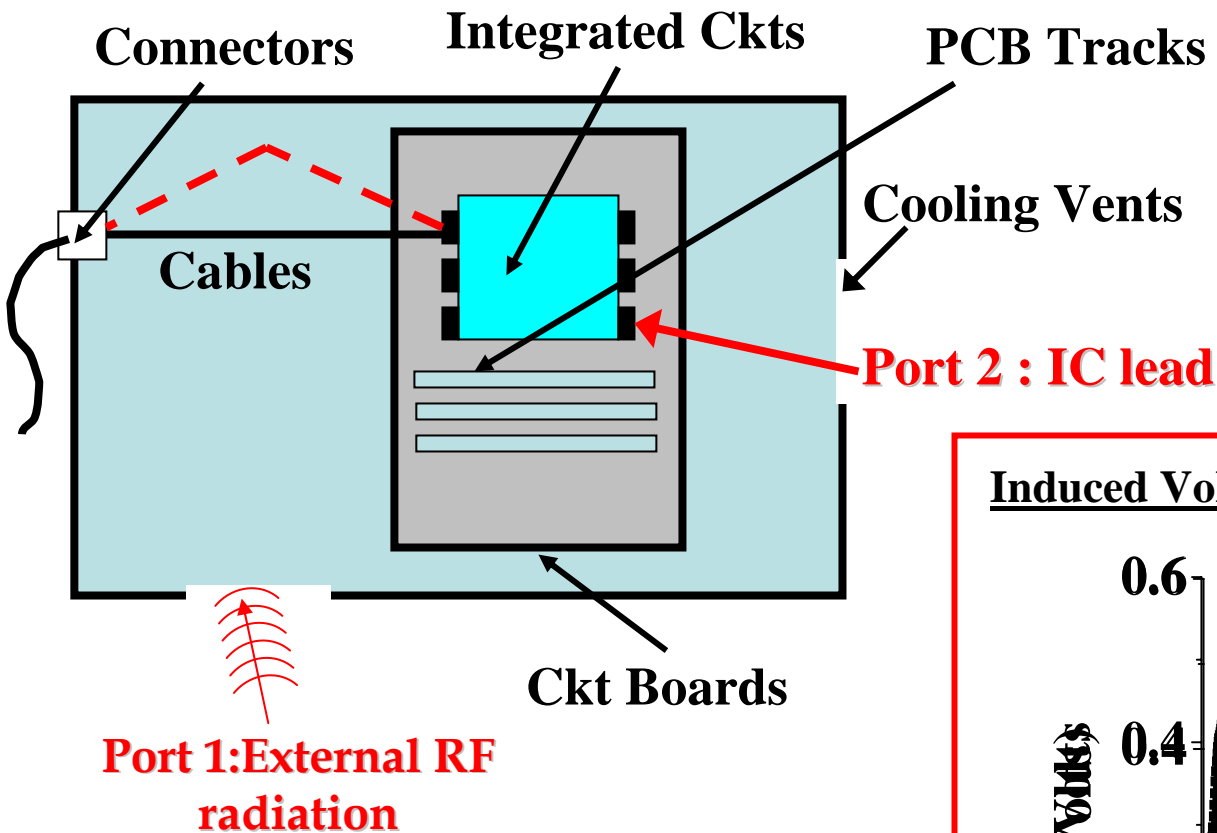 Connectors
Integrated Ckts
PCB Tracks
Cooling Vents
Cables
Port 2 : IC lead
Induced
0.6
Ckt Boards
0.4
Port 1:External RF
radiation